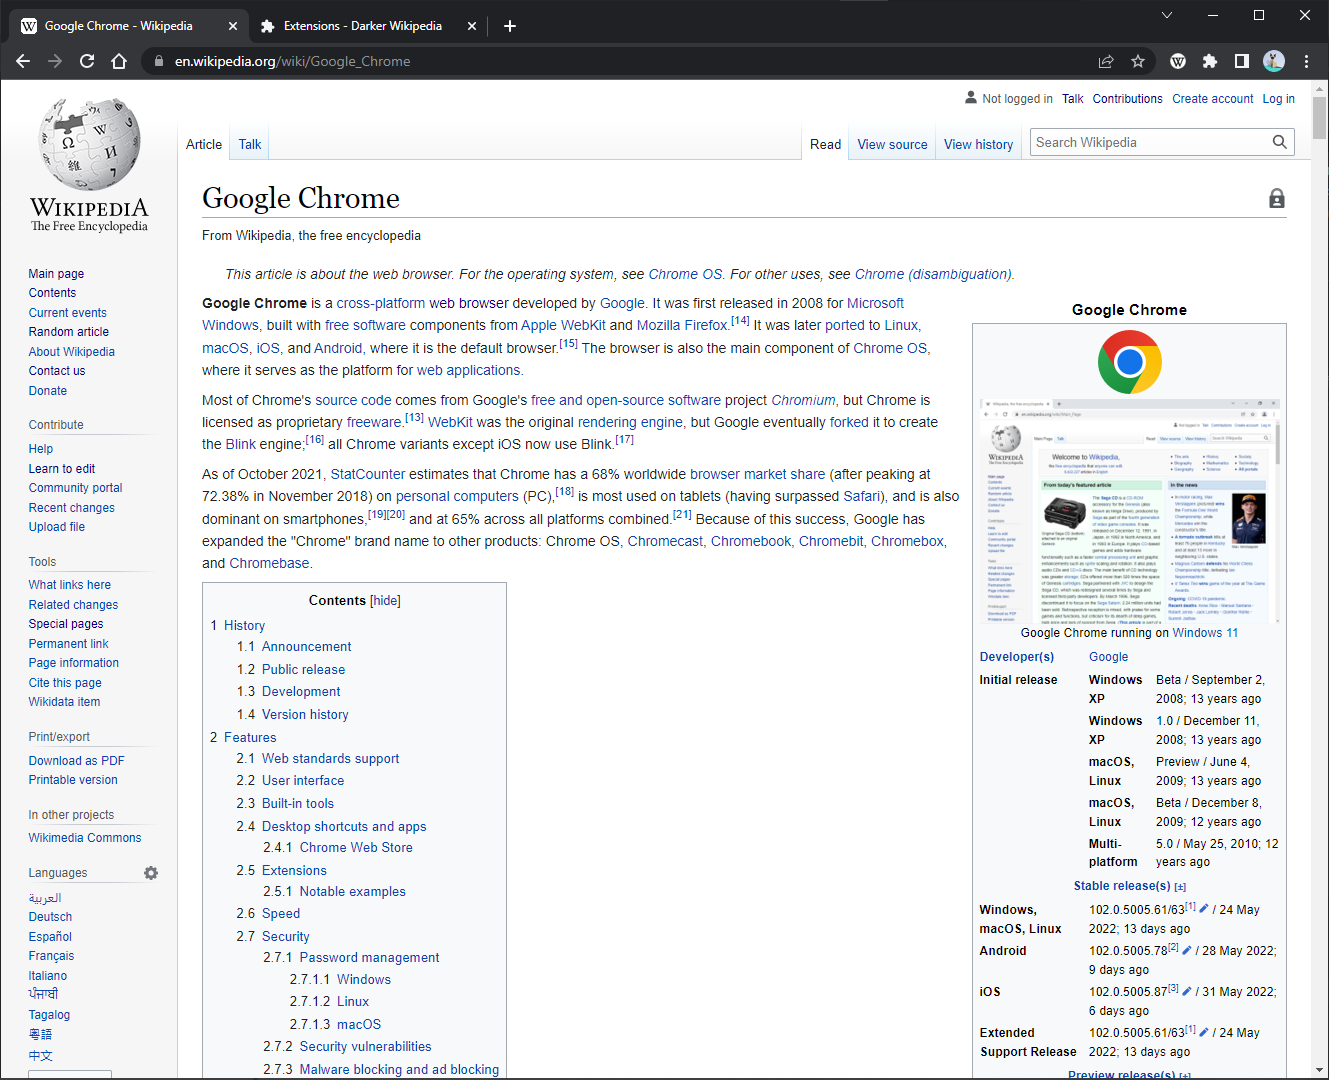 Google Chrome - Wikipedia
Extensions - Darker Wikipedia
en.wikipedia.org/wiki/Google_Chrome
Not logged in Talk Contributions Create account Log in
Article Talk Read View source View history Search Wikipedia
WIKIPEDIA
The Free Encyclopedia
Main page
Contents
Current events
Random article
About Wikipedia
Contact us
Donate
Contribute
Help
Learn to edit
Community portal
Recent changes
Upload file
Tools
What links here
Related changes
Special pages
Permanent link
Page information
Cite this page
Wikidata item
Print/export
Download as PDF
Printable version
In other projects
Wikimedia Commons
Languages
العربية
Deutsch
Español
Français
Italiano
ਪੰਜਾਬੀ
Tagalog
粵語
中文
Google Chrome
From Wikipedia, the free encyclopedia
This article is about the web browser. For the operating system, see Chrome OS. For other uses, see Chrome (disambiguation).
Google Chrome is a cross-platform web browser developed by Google. It was first released in 2008 for Microsoft
Windows, built with free software components from Apple WebKit and Mozilla Firefox.[14] It was later ported to Linux,
macOS, iOS, and Android, where it is the default browser.[15] The browser is also the main component of Chrome OS,
where it serves as the platform for web applications.
Most of Chrome's source code comes from Google's free and open-source software project Chromium, but Chrome is
licensed as proprietary freeware.[13] WebKit was the original rendering engine, but Google eventually forked it to create
the Blink engine;[16] all Chrome variants except iOS now use Blink.[17]
As of October 2021, StatCounter estimates that Chrome has a 68% worldwide browser market share (after peaking at
72.38% in November 2018) on personal computers (PC),[18] is most used on tablets (having surpassed Safari), and is also
dominant on smartphones,[19][20] and at 65% across all platforms combined.[21] Because of this success, Google has
expanded the "Chrome" brand name to other products: Chrome OS, Chromecast, Chromebook, Chromebit, Chromebox,
and Chromebase.
Contents [hide]
1 History
1.1 Announcement
1.2 Public release
1.3 Development
1.4 Version history
2 Features
2.1 Web standards support
2.2 User interface
2.3 Built-in tools
2.4 Desktop shortcuts and apps
2.4.1 Chrome Web Store
2.5 Extensions
2.5.1 Notable examples
2.6 Speed
2.7 Security
2.7.1 Password management
2.7.1.1 Windows
2.7.1.2 Linux
2.7.1.3 macOS
2.7.2 Security vulnerabilities
2.7.3 Malware blocking and ad blocking
Google Chrome
WIKIPEDIA
Welcome to Wikipedia,
From today's featured article
In the news
Google Chrome running on Windows 11
Developer(s) Google
Initial release Windows XP Beta / September 2, 2008; 13 years ago
Windows XP 1.0 / December 11, 2008; 13 years ago
macOS, Linux Preview / June 4, 2009; 13 years ago
macOS, Linux Beta / December 8, 2009; 12 years ago
Multi-platform 5.0 / May 25, 2010; 12 years ago
Stable release(s) [±]
Windows, macOS, Linux 102.0.5005.61/63[1] / 24 May 2022; 13 days ago
Android 102.0.5005.78[2] / 28 May 2022; 9 days ago
iOS 102.0.5005.87[3] / 31 May 2022; 6 days ago
Extended Support Release 102.0.5005.61/63[1] / 24 May 2022; 13 days ago
Preview release(s) [±]